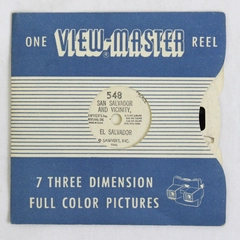 ONE VIEW-MASTER REEL
548
SAN SALVADOR
AND VICINITY,
EL SALVADOR
© SAWYER'S, INC.
7 THREE DIMENSION
FULL COLOR PICTURES